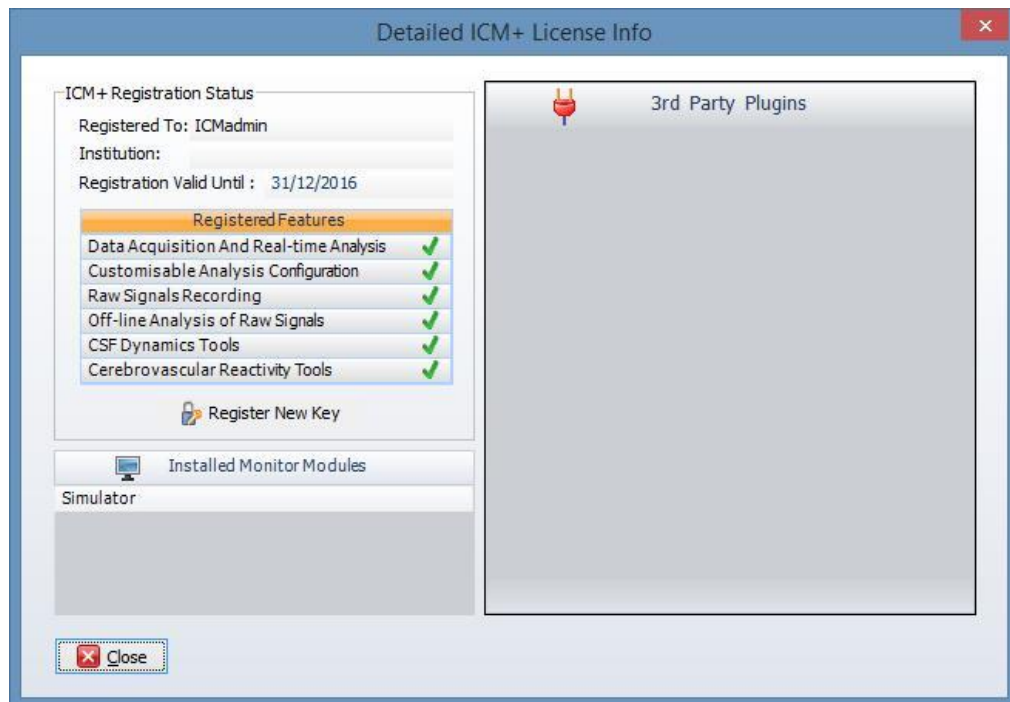 Detailed ICM+ License Info
ICM+ Registration Status
Registered To: ICMadmin
Institution:
Registration Valid Until : 31/12/2016
Registered Features
Data Acquisition And Real-time Analysis
Customisable Analysis Configuration
Raw Signals Recording
Off-line Analysis of Raw Signals
CSF Dynamics Tools
Cerebrovascular Reactivity Tools
Register New Key
Installed Monitor Modules
Simulator
Close
3rd Party Plugins